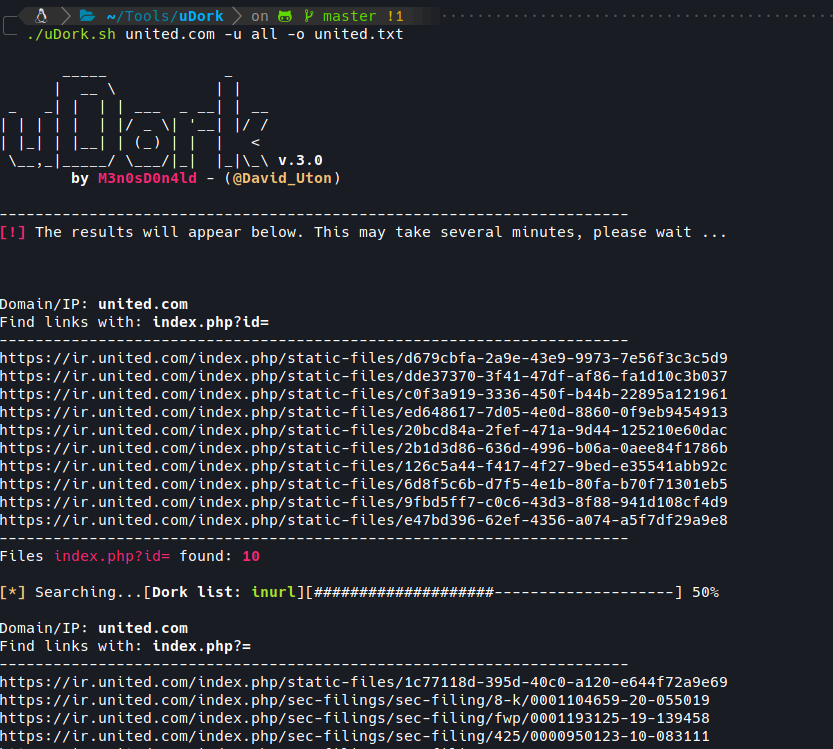 ~/Tools/uDork on master !1
./uDork.sh united.com -u all -o united.txt
uDork v.3.0
by M3n0sD0n4ld - (@David_Uton)
----------------------------------------------------------------------
[!] The results will appear below. This may take several minutes, please wait ...
Domain/IP: united.com
Find links with: index.php?id=
----------------------------------------------------------------------
https://ir.united.com/index.php/static-files/d679cbfa-2a9e-43e9-9973-7e56f3c3c5d9
https://ir.united.com/index.php/static-files/dde37370-3f41-47df-af86-fa1d10c3b037
https://ir.united.com/index.php/static-files/c0f3a919-3336-450f-b44b-22895a121961
https://ir.united.com/index.php/static-files/ed648617-7d05-4e0d-8860-0f9eb9454913
https://ir.united.com/index.php/static-files/20bcd84a-2fef-471a-9d44-125210e60dac
https://ir.united.com/index.php/static-files/2b1d3d86-636d-4996-b06a-0aee84f1786b
https://ir.united.com/index.php/static-files/126c5a44-f417-4f27-9bed-e35541abb92c
https://ir.united.com/index.php/static-files/6d8f5c6b-d7f5-4e1b-80fa-b70f71301eb5
https://ir.united.com/index.php/static-files/9fbd5ff7-c0c6-43d3-8f88-941d108cf4d9
https://ir.united.com/index.php/static-files/e47bd396-62ef-4356-a074-a5f7df29a9e8
----------------------------------------------------------------------
Files index.php?id= found: 10
[*] Searching...[Dork list: inurl][####################--------------------] 50%
Domain/IP: united.com
Find links with: index.php?=
----------------------------------------------------------------------
https://ir.united.com/index.php/static-files/1c77118d-395d-40c0-a120-e644f72a9e69
https://ir.united.com/index.php/sec-filings/sec-filing/8-k/0001104659-20-055019
https://ir.united.com/index.php/sec-filings/sec-filing/fwp/0001193125-19-139458
https://ir.united.com/index.php/sec-filings/sec-filing/425/0000950123-10-083111